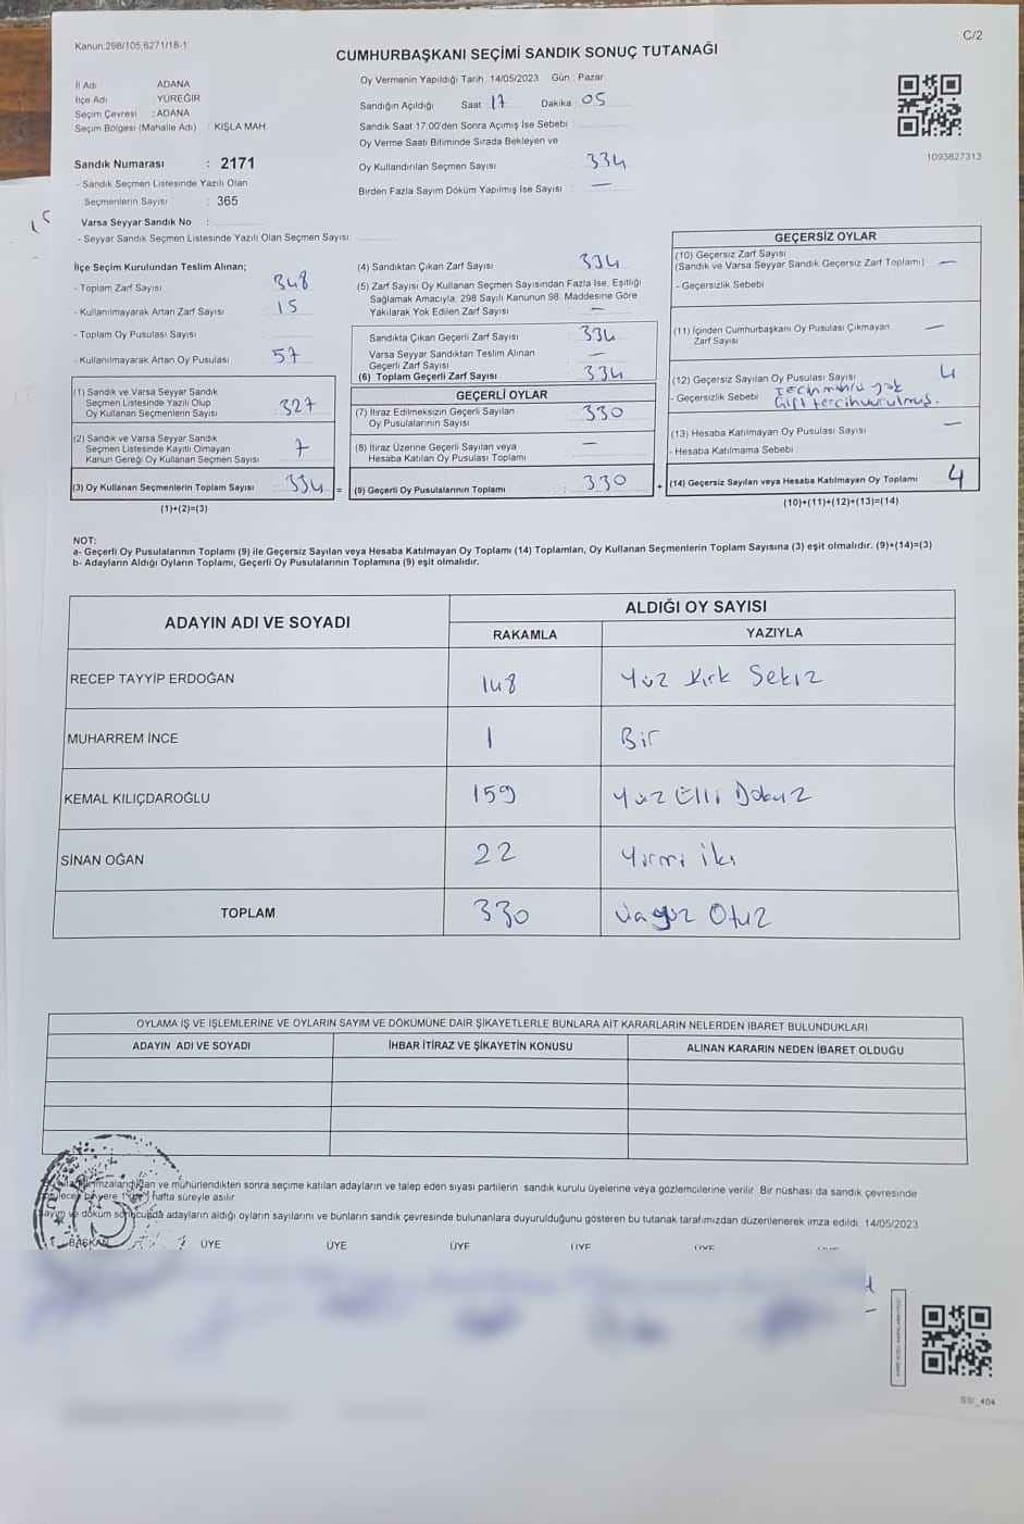 Kanun:298/105,6271/18-1
C/2
CUMHURBAŞKANI SEÇİMİ SANDIK SONUÇ TUTANAĞI
İl Adı ADANA
İlçe Adı YÜREĞİR
Seçim Çevresi : ADANA
Seçim Bölgesi (Mahalle Adı) : KIŞLA MAH.
Sandık Numarası : 2171
- Sandık Seçmen Listesinde Yazılı Olan
Seçmenlerin Sayısı : 365
Varsa Seyyar Sandık No :
- Seyyar Sandık Seçmen Listesinde Yazılı Olan Seçmen Sayısı:
Oy Vermenin Yapıldığı Tarih : 14/05/2023 Gün : Pazar
Sandığın Açıldığı Saat 17 Dakika 05
Sandık Saat 17:00'den Sonra Açımış İse Sebebi :
Oy Verme Saati Bitiminde Sırada Bekleyen ve
Oy Kullandırılan Seçmen Sayısı 334
Birden Fazla Sayım Döküm Yapılmış İse Sayısı : —
1093827313
İlçe Seçim Kurulundan Teslim Alınan;
- Toplam Zarf Sayısı 348
- Kullanılmayarak Artan Zarf Sayısı : 15
- Toplam Oy Pusulası Sayısı :
- Kullanılmayarak Artan Oy Pusulası 57
(1) Sandık ve Varsa Seyyar Sandık
Seçmen Listesinde Yazılı Olup
Oy Kullanan Seçmenlerin Sayısı 327
(2) Sandık ve Varsa Seyyar Sandık
Seçmen Listesinde Kayıtlı Olmayan
Kanun Gereği Oy Kullanan Seçmen Sayısı 7
(3) Oy Kullanan Seçmenlerin Toplam Sayısı 334 =
(1)+(2)=(3)
(4) Sandıktan Çıkan Zarf Sayısı 334
(5) Zarf Sayısı Oy Kullanan Seçmen Sayısından Fazla İse, Eşitliği
Sağlamak Amacıyla, 298 Sayılı Kanunun 98. Maddesine Göre
Yakılarak Yok Edilen Zarf Sayısı —
Sandıkta Çıkan Geçerli Zarf Sayısı : 334
Varsa Seyyar Sandıktan Teslim Alınan
Geçerli Zarf Sayısı —
(6) Toplam Geçerli Zarf Sayısı : 334
GEÇERLİ OYLAR
(7) İtiraz Edilmeksizin Geçerli Sayılan
Oy Pusulalarının Sayısı : 330
(8) İtiraz Üzerine Geçerli Sayılan veya
Hesaba Katılan Oy Pusulası Toplamı : —
(9) Geçerli Oy Pusulalarının Toplamı : 330 +
GEÇERSİZ OYLAR
(10) Geçersiz Zarf Sayısı
(Sandık ve Varsa Seyyar Sandık Geçersiz Zarf Toplamı) —
- Geçersizlik Sebebi
(11) İçinden Cumhurbaşkanı Oy Pusulası Çıkmayan
Zarf Sayısı —
(12) Geçersiz Sayılan Oy Pusulası Sayısı 4
- Geçersizlik Sebebi yok
Çift tercih vurulmuş.
(13) Hesaba Katılmayan Oy Pusulası Sayısı —
- Hesaba Katılmama Sebebi
(14) Geçersiz Sayılan veya Hesaba Katılmayan Oy Toplamı 4
(10)+(11)+(12)+(13)=(14)
NOT:
a- Geçerli Oy Pusulalarının Toplamı (9) ile Geçersiz Sayılan veya Hesaba Katılmayan Oy Toplamı (14) Toplamları, Oy Kullanan Seçmenlerin Toplam Sayısına (3) eşit olmalıdır. (9)+(14)=(3)
b- Adayların Aldığı Oyların Toplamı, Geçerli Oy Pusulalarının Toplamına (9) eşit olmalıdır.
ADAYIN ADI VE SOYADI ALDIĞI OY SAYISI
RAKAMLA YAZIYLA
RECEP TAYYİP ERDOĞAN 148 Yüz Kırk Sekiz
MUHARREM İNCE 1 Bir
KEMAL KILIÇDAROĞLU 159 Yüz Elli Dokuz
SİNAN OĞAN 22 Yirmi iki
TOPLAM 330 Otuz
OYLAMA İŞ VE İŞLEMLERİNE VE OYLARIN SAYIM VE DÖKÜMÜNE DAİR ŞİKAYETLERLE BUNLARA AİT KARARLARIN NELERDEN İBARET BULUNDUKLARI
ADAYIN ADI VE SOYADI İHBAR İTİRAZ VE ŞİKAYETİN KONUSU ALINAN KARARIN NEDEN İBARET OLDUĞU
ve mühürlendikten sonra seçime katılan adayların ve talep eden siyasi partilerin sandık kurulu üyelerine veya gözlemcilerine verilir. Bir nüshası da sandık çevresinde
hafta süreyle asılır.
ve döküm sonucunda adayların aldığı oyların sayılarını ve bunların sandık çevresinde bulunanlara duyurulduğunu gösteren bu tutanak tarafımızdan düzenlenerek imza edildi. 14/05/2023
BAŞKAN ÜYE ÜYE ÜYE ÜYE ÜYE